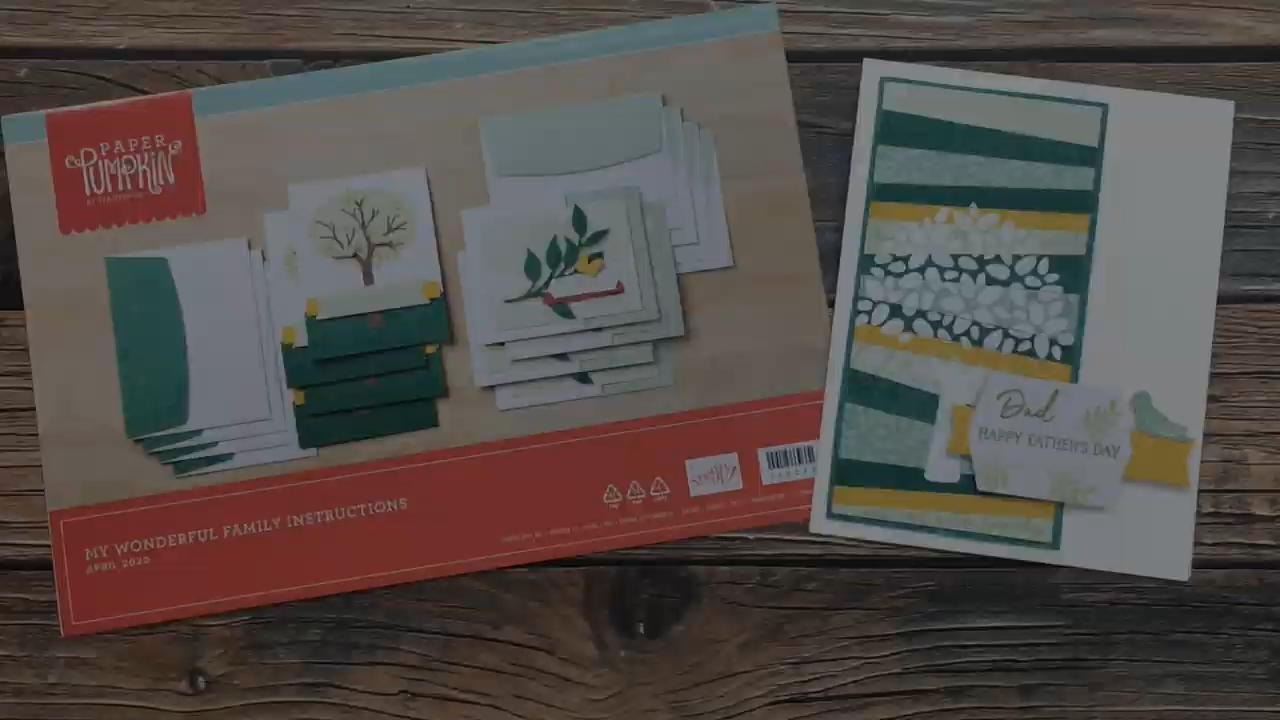 PAPER
PUMPKIN
MY WONDERFUL FAMILY INSTRUCTIONS
APRIL 2020
Dad
HAPPY FATHER'S DAY